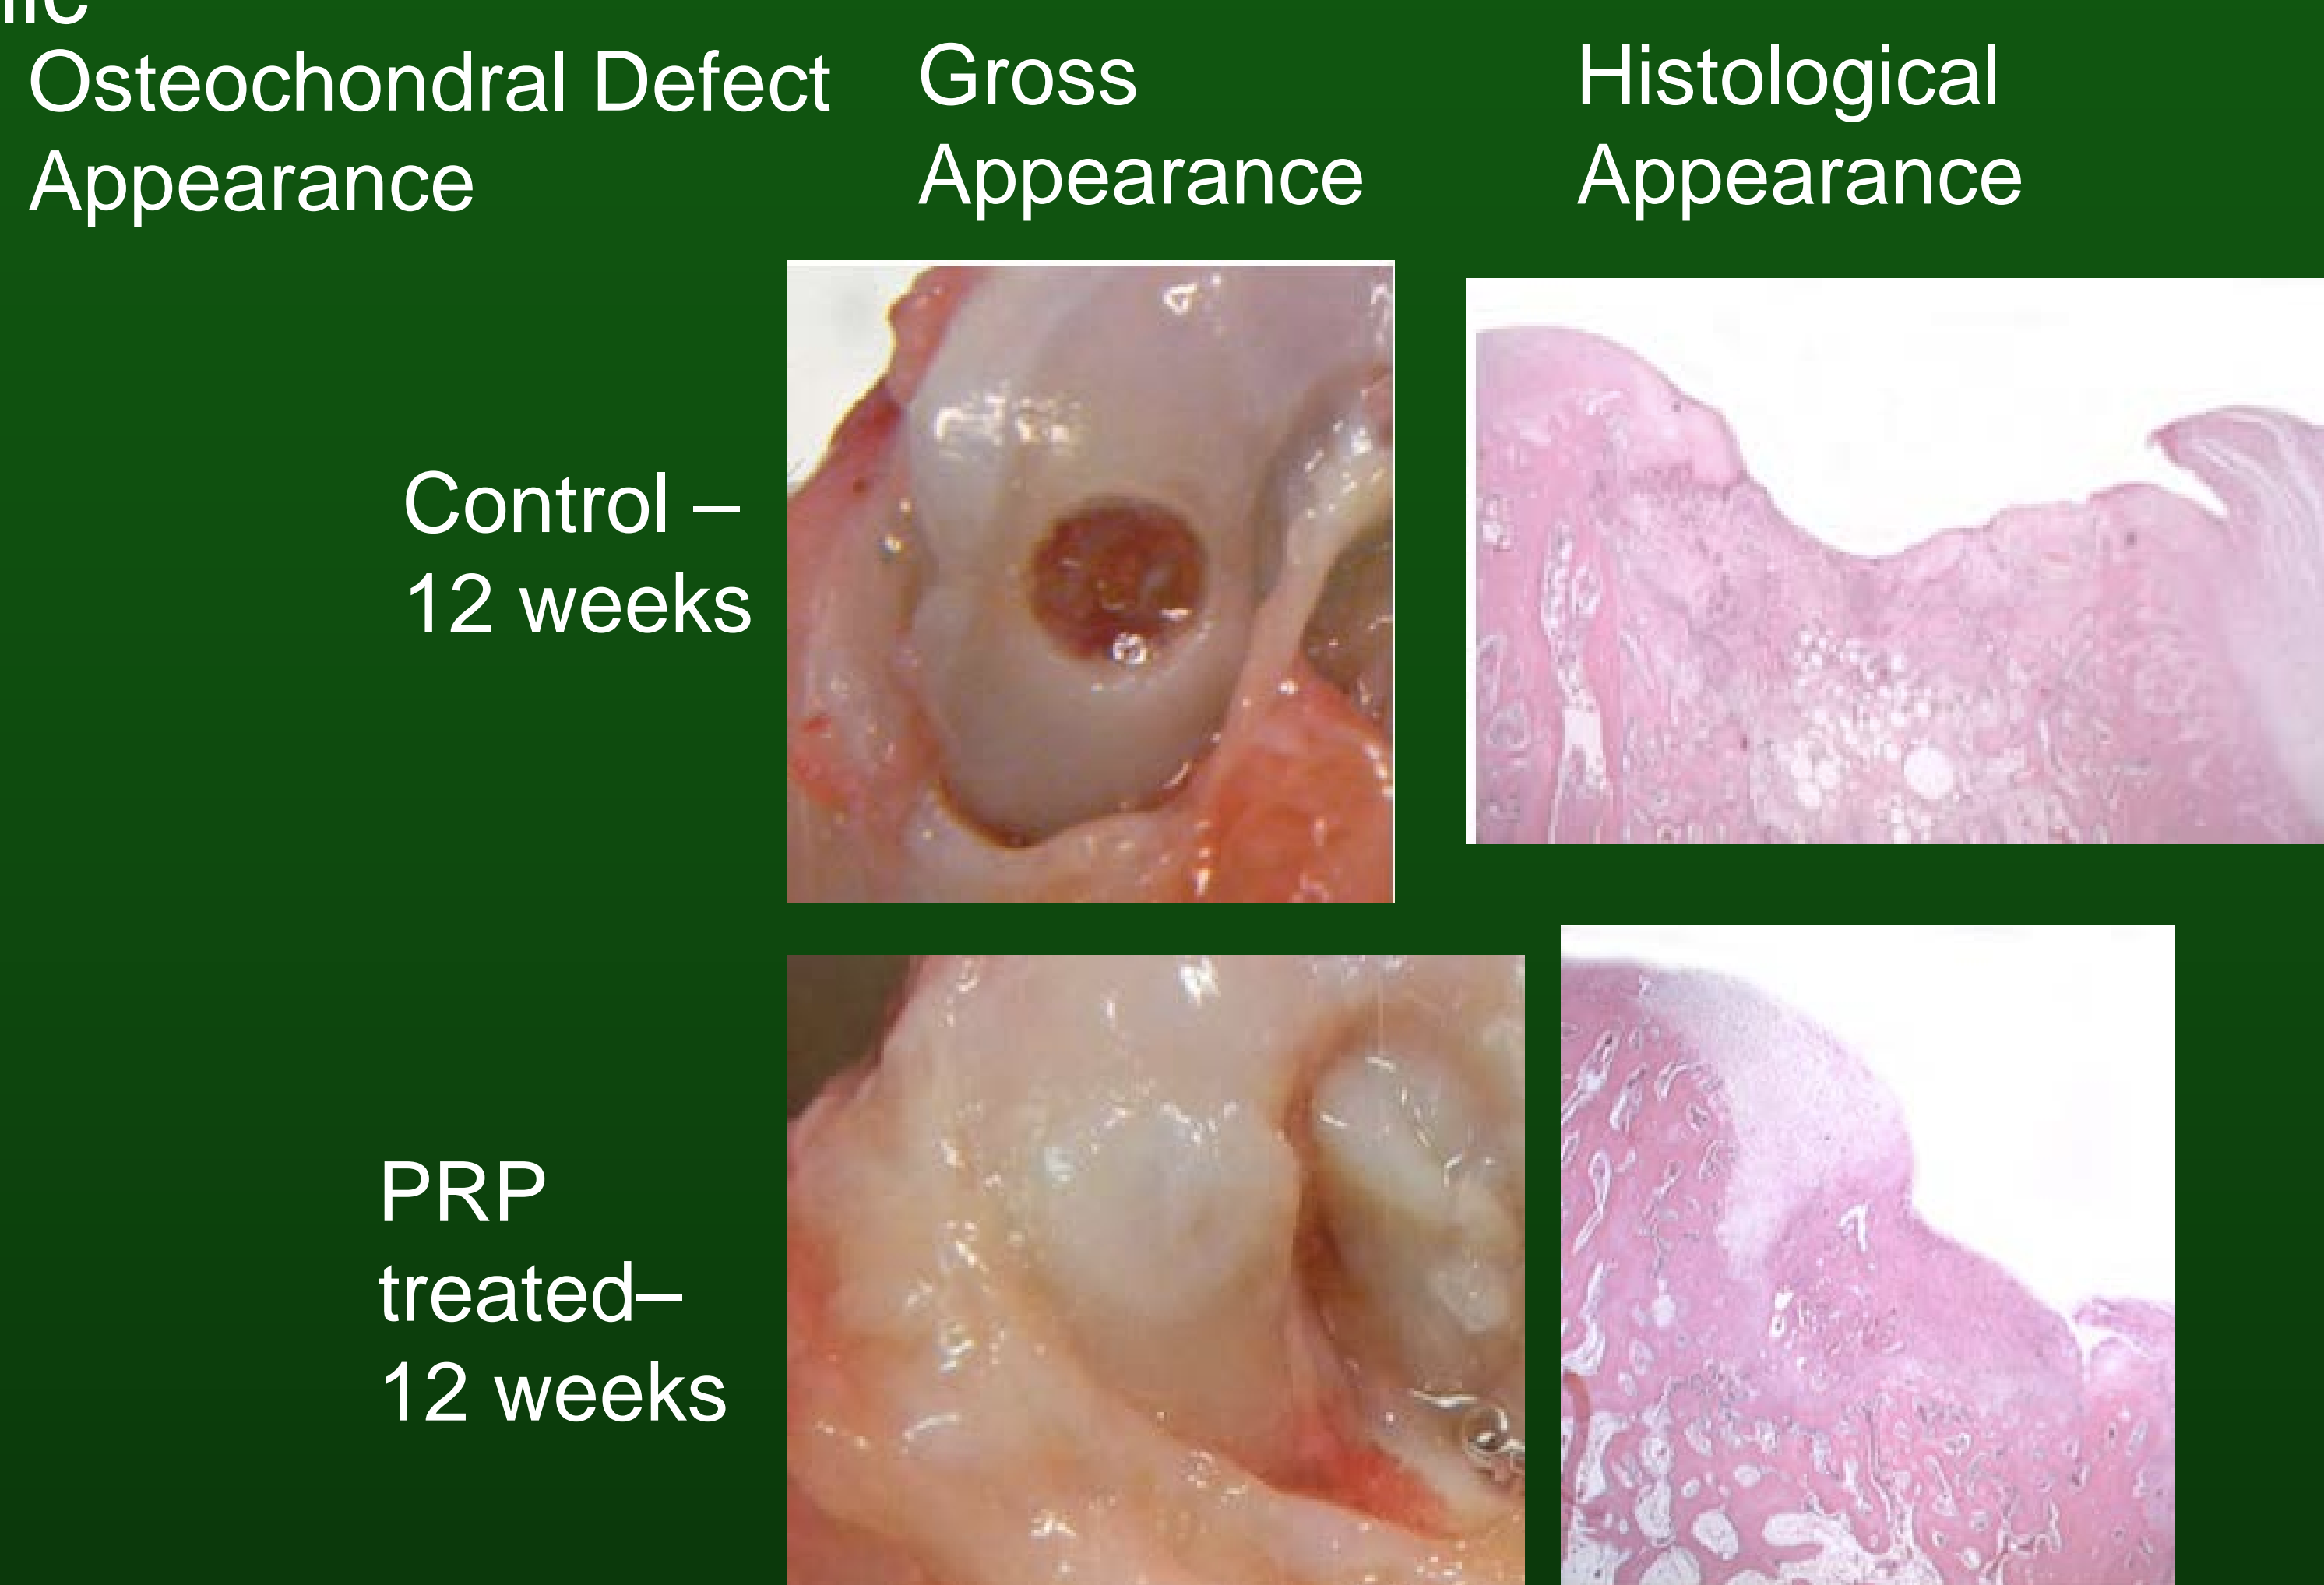 Osteochondral Defect
Appearance
Gross
Appearance
Histological
Appearance
Control –
12 weeks
PRP
treated–
12 weeks